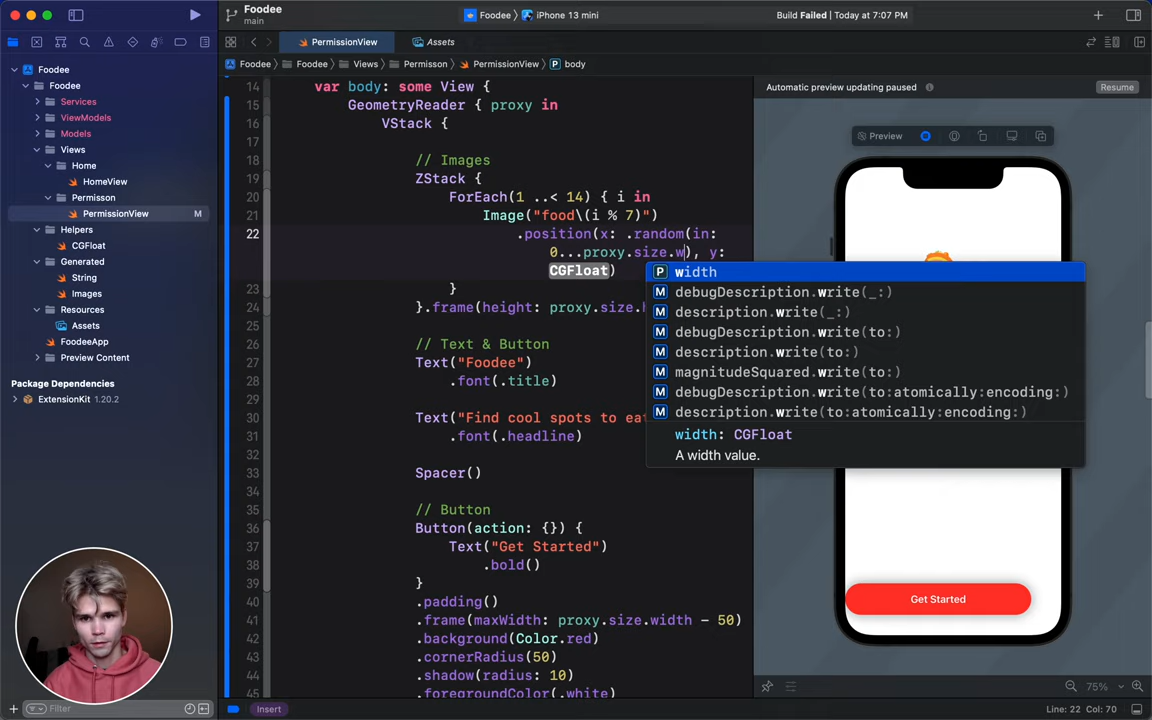 Foodee
main
Foodee
iPhone 13 mini
Build Failed | Today at 7:07 PM
PermissionView
Assets
Foodee
Foodee
Views
Permisson
PermissionView
body
Foodee
Foodee
Services
ViewModels
Models
Views
Home
HomeView
Permisson
PermissionView M
Helpers
CGFloat
Generated
String
Images
Resources
Assets
FoodeeApp
Preview Content
Package Dependencies
ExtensionKit 1.20.2
Filter
14 var body: some View {
15 GeometryReader { proxy in
16 VStack {
17
18 // Images
19 ZStack {
20 ForEach(1 ..< 14) { i in
21 Image("food\(i % 7)")
22 .position(x: .random(in:
0...proxy.size.w), y:
CGFloat)
23 }
24 }.frame(height: proxy.size.
25
26 // Text & Button
27 Text("Foodee")
28 .font(.title)
29
30 Text("Find cool spots to
31 .font(.headline)
32
33 Spacer()
34
35 // Button
36 Button(action: {}) {
37 Text("Get Started")
38 .bold()
39 }
40 .padding()
41 .frame(maxWidth: proxy.size.width - 50)
42 .background(Color.red)
43 .cornerRadius(50)
44 .shadow(radius: 10)
45 .foregroundColor(.white)
P width
M debugDescription.write(_:)
M description.write(_:)
M debugDescription.write(to:)
M description.write(to:)
M magnitudeSquared.write(to:)
M debugDescription.write(to:atomically:encoding:)
M description.write(to:atomically:encoding:)
width: CGFloat
A width value.
Automatic preview updating paused
Resume
Preview
Get Started
75%
Insert
Line: 22 Col: 70